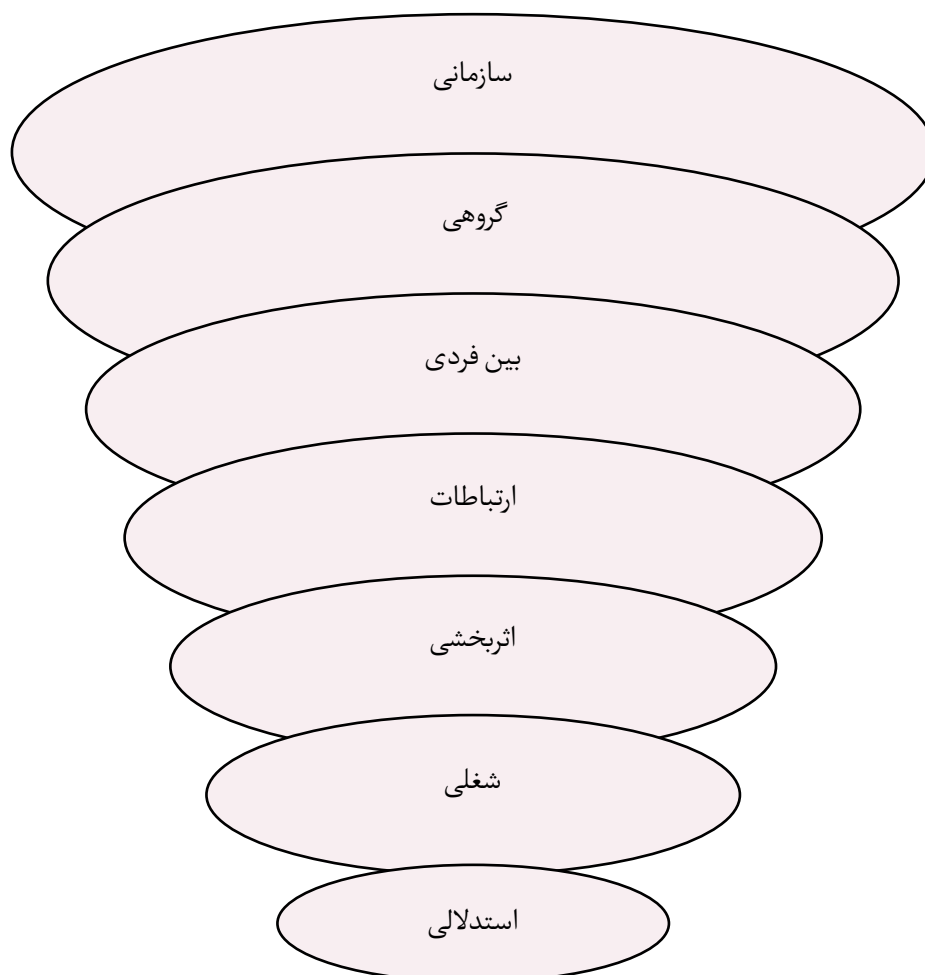 سازمانی
گروهی
بین فردی
ارتباطات
اثربخشی
شغلی
استدلالی